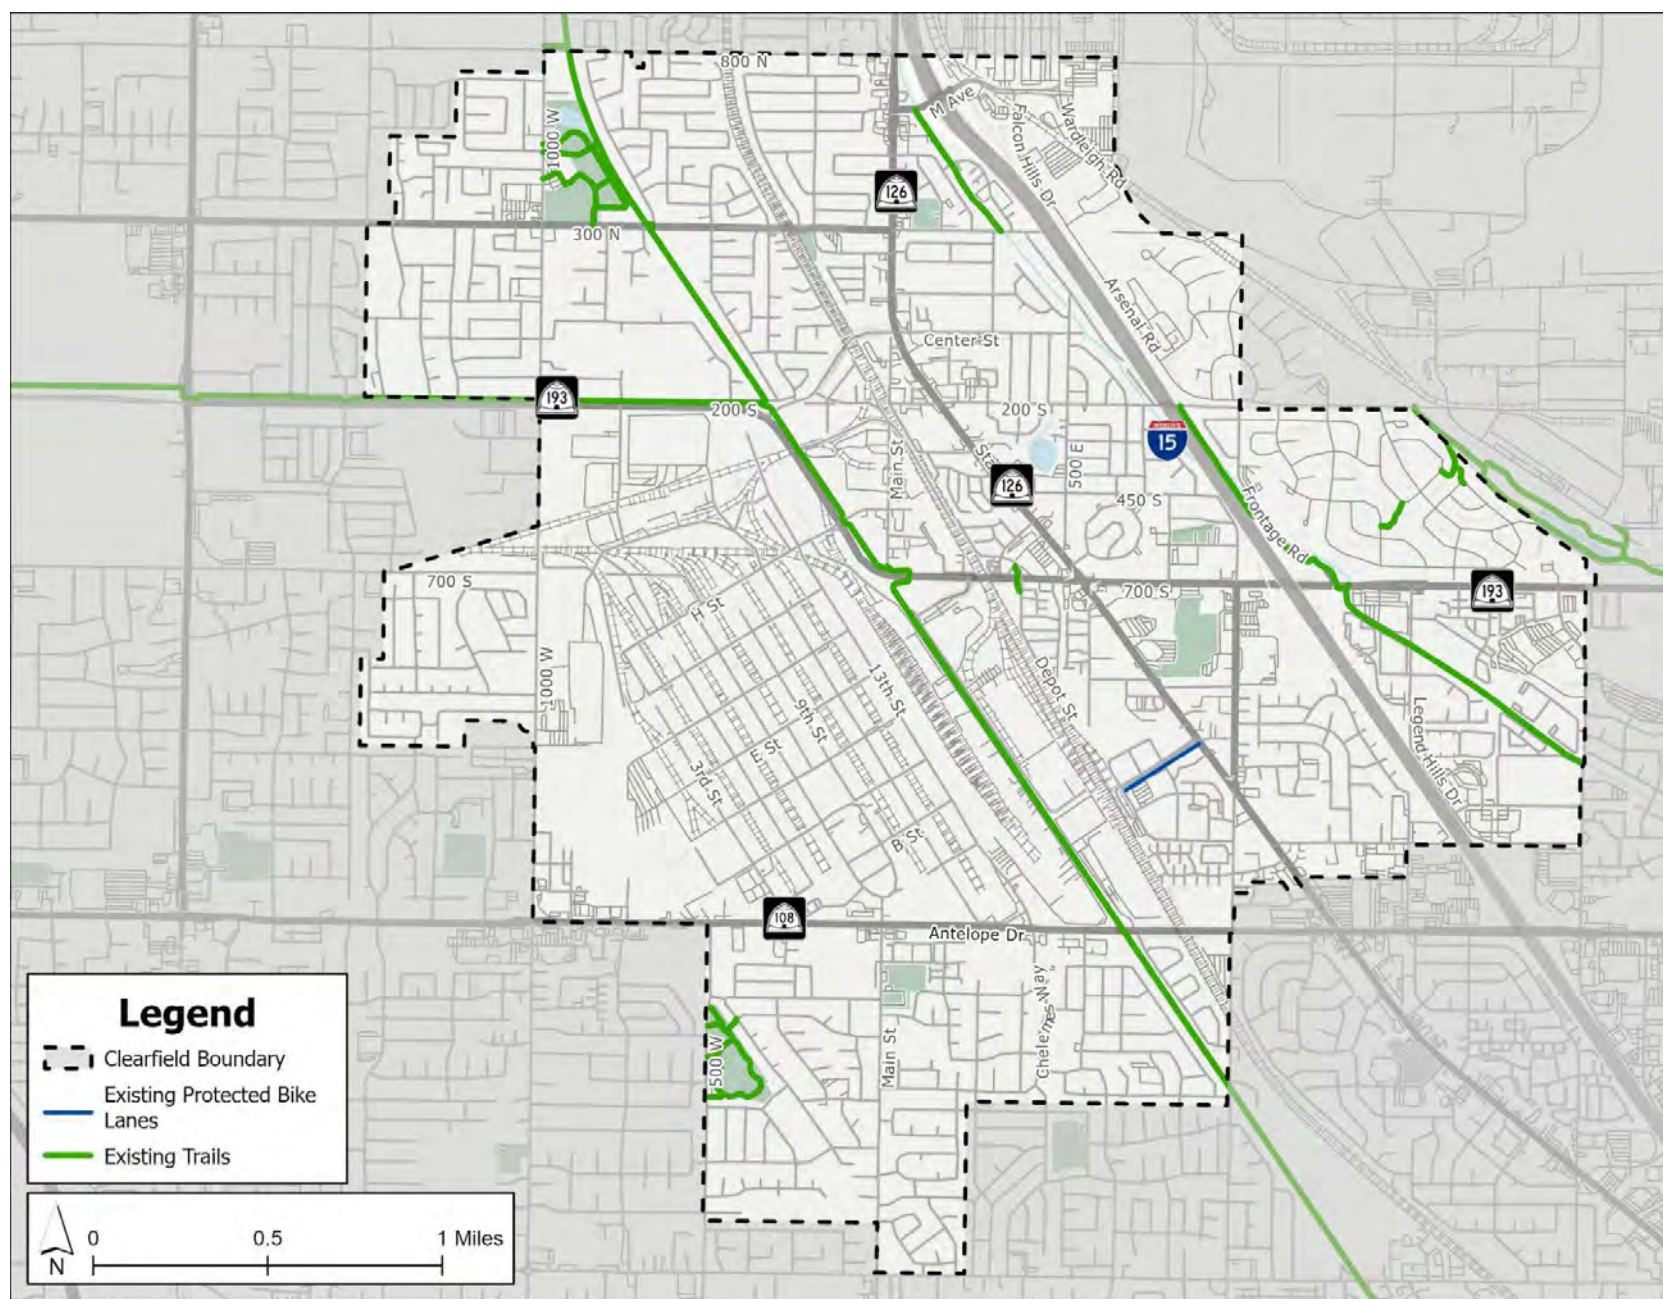 800 N
M Ave
Falcon Hills Dr
Wardleigh Rd
1000 W
126
300 N
Arsenal Rd
Center St
193
200 S
200 S
15
Main St
Sta
126
500 E
450 S
Frontage Rd
700 S
700 S
193
H St
1000 W
13th St
Depot St
9th St
E St
3rd St
Legend Hills Dr
B St
108
Antelope Dr
Chelemes Way
Main St
500 W
Legend
Clearfield Boundary
Existing Protected Bike
Lanes
Existing Trails
0
0.5
1 Miles
N